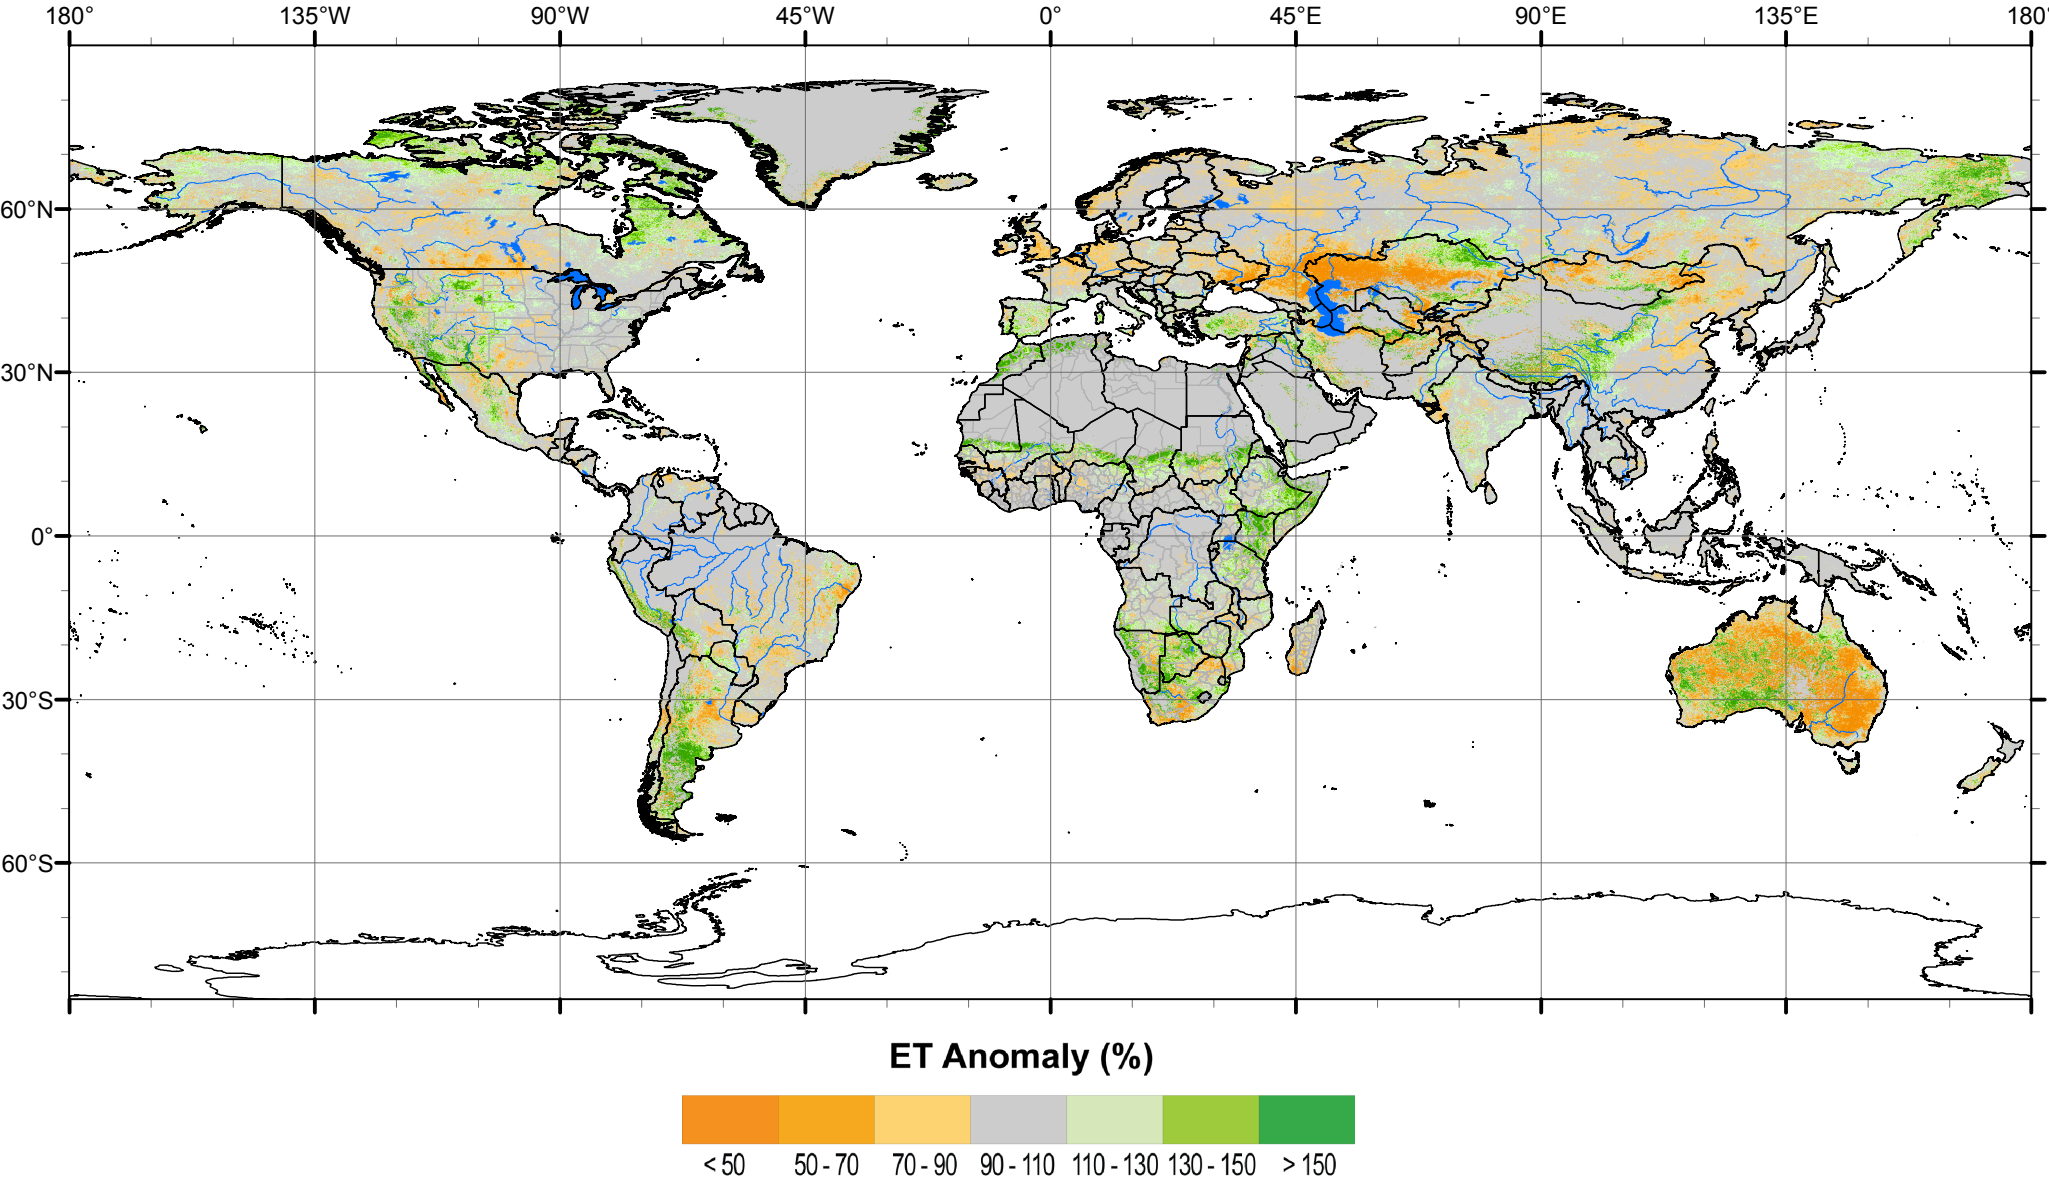 180° 135°W 90°W 45°W 0° 45°E 90°E 135°E 180°
60°N
30°N
0°
30°S
60°S
ET Anomaly (%)
< 50 50 - 70 70 - 90 90 - 110 110 - 130 130 - 150 > 150